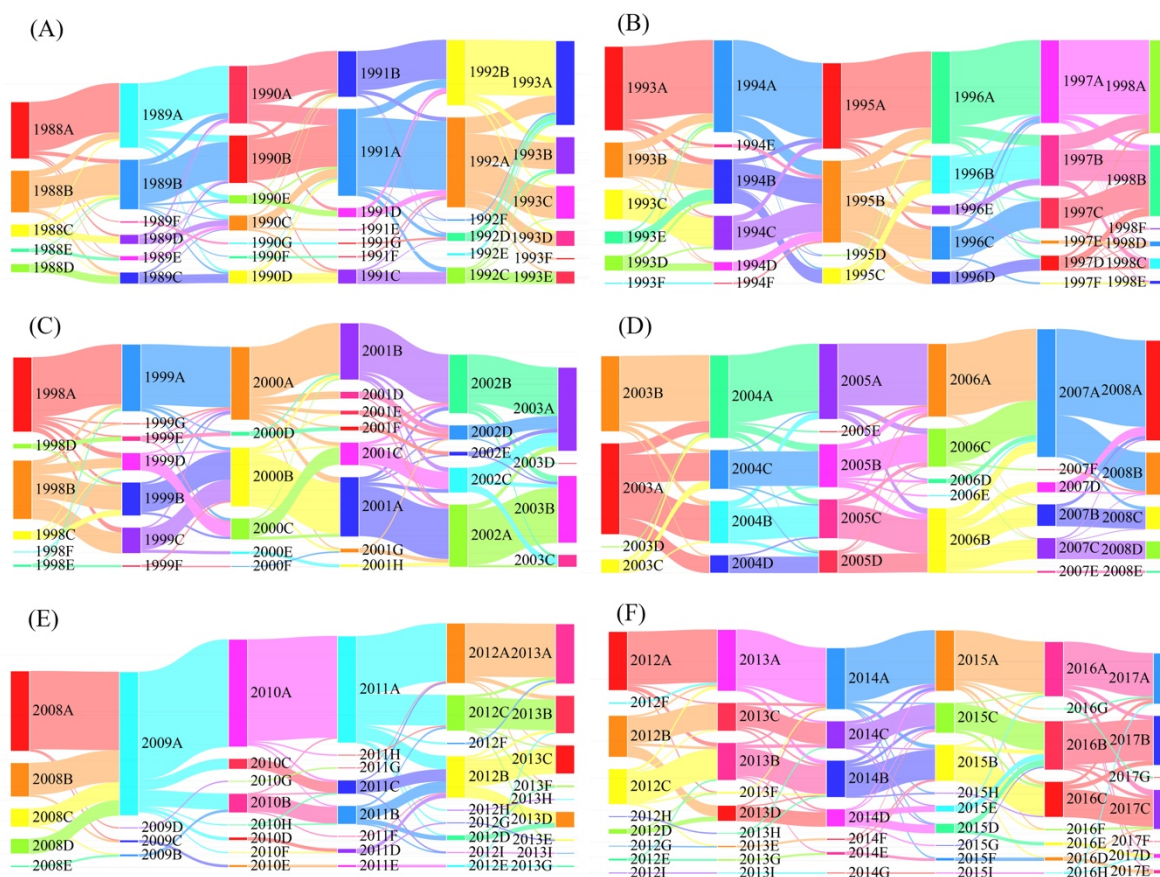 (A)
1988A
1988B
1988C
1988E
1988D
1989A
1989B
1989F
1989D
1989E
1989C
1990A
1990B
1990E
1990C
1990G
1990F
1990D
1991B
1991A
1991D
1991E
1991G
1991F
1991C
1992B
1992A
1992F
1992D
1992E
1992C
1993A
1993B
1993C
1993D
1993F
1993E
(B)
1993A
1993B
1993C
1993E
1993D
1993F
1994A
1994E
1994B
1994C
1994D
1994F
1995A
1995B
1995D
1995C
1996A
1996B
1996E
1996C
1996D
1997A
1997B
1997C
1997E
1997D
1997F
1998A
1998B
1998F
1998D
1998C
1998E
(C)
1998A
1998D
1998B
1998C
1998F
1998E
1999A
1999G
1999E
1999D
1999B
1999C
1999F
2000A
2000D
2000B
2000C
2000E
2000F
2001B
2001D
2001E
2001F
2001C
2001A
2001G
2001H
2002B
2002D
2002E
2002C
2002A
2003A
2003D
2003B
2003C
(D)
2003B
2003A
2003D
2003C
2004A
2004C
2004B
2004D
2005A
2005E
2005B
2005C
2005D
2006A
2006C
2006D
2006E
2006B
2007A
2007F
2007D
2007B
2007C
2007E
2008A
2008B
2008C
2008D
2008E
(E)
2008A
2008B
2008C
2008D
2008E
2009A
2009D
2009C
2009B
2010A
2010C
2010G
2010B
2010H
2010D
2010F
2010E
2011A
2011H
2011G
2011C
2011B
2011F
2011D
2011E
2012A
2012C
2012F
2012B
2012H
2012G
2012D
2012I
2012E
2013A
2013B
2013C
2013F
2013H
2013D
2013E
2013I
2013G
(F)
2012A
2012F
2012B
2012C
2012H
2012D
2012G
2012E
2012I
2013A
2013C
2013B
2013F
2013D
2013H
2013E
2013G
2013I
2014A
2014C
2014B
2014D
2014F
2014E
2014G
2015A
2015C
2015B
2015H
2015E
2015D
2015G
2015F
2015I
2016A
2016G
2016B
2016C
2016F
2016E
2016D
2016H
2017A
2017B
2017G
2017C
2017F
2017D
2017E